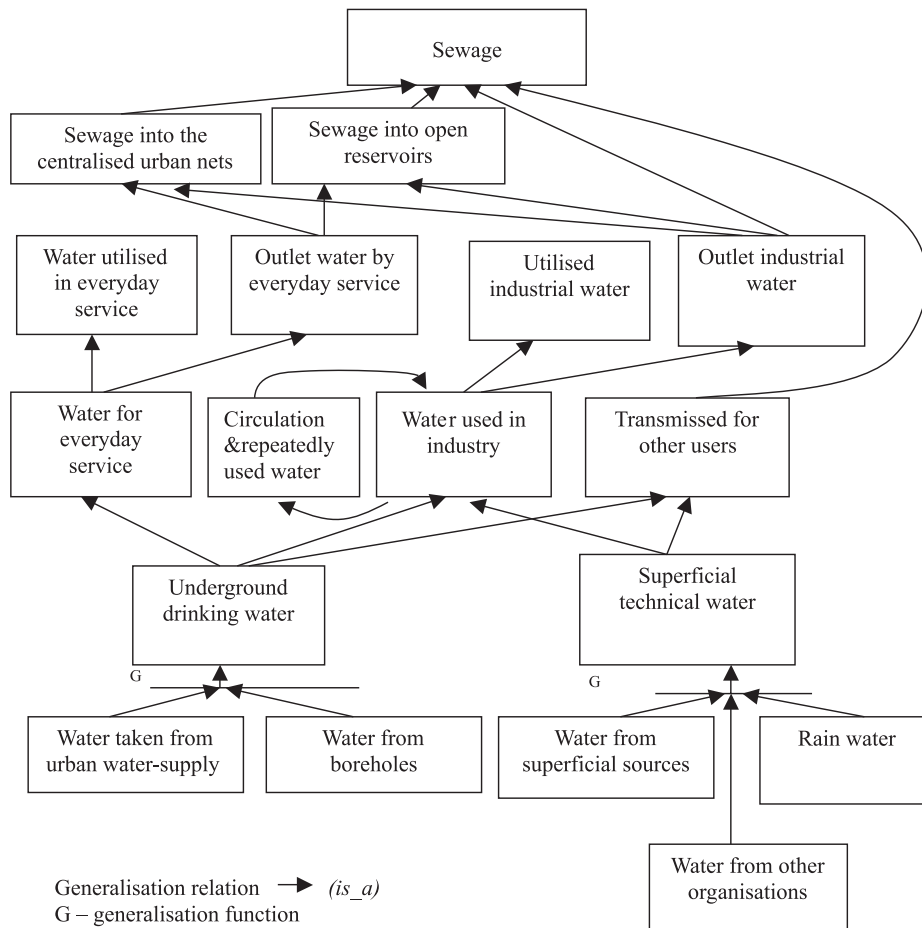 Sewage
Sewage into the
centralised urban nets
Sewage into open
reservoirs
Water utilised
in everyday
service
Outlet water by
everyday service
Utilised
industrial water
Outlet industrial
water
Water for
everyday
service
Circulation
&repeatedly
used water
Water used in
industry
Transmissed for
other users
Underground
drinking water
Superficial
technical water
G
G
Water taken from
urban water-supply
Water from
boreholes
Water from
superficial sources
Rain water
Water from other
organisations
Generalisation relation (is_a)
G – generalisation function